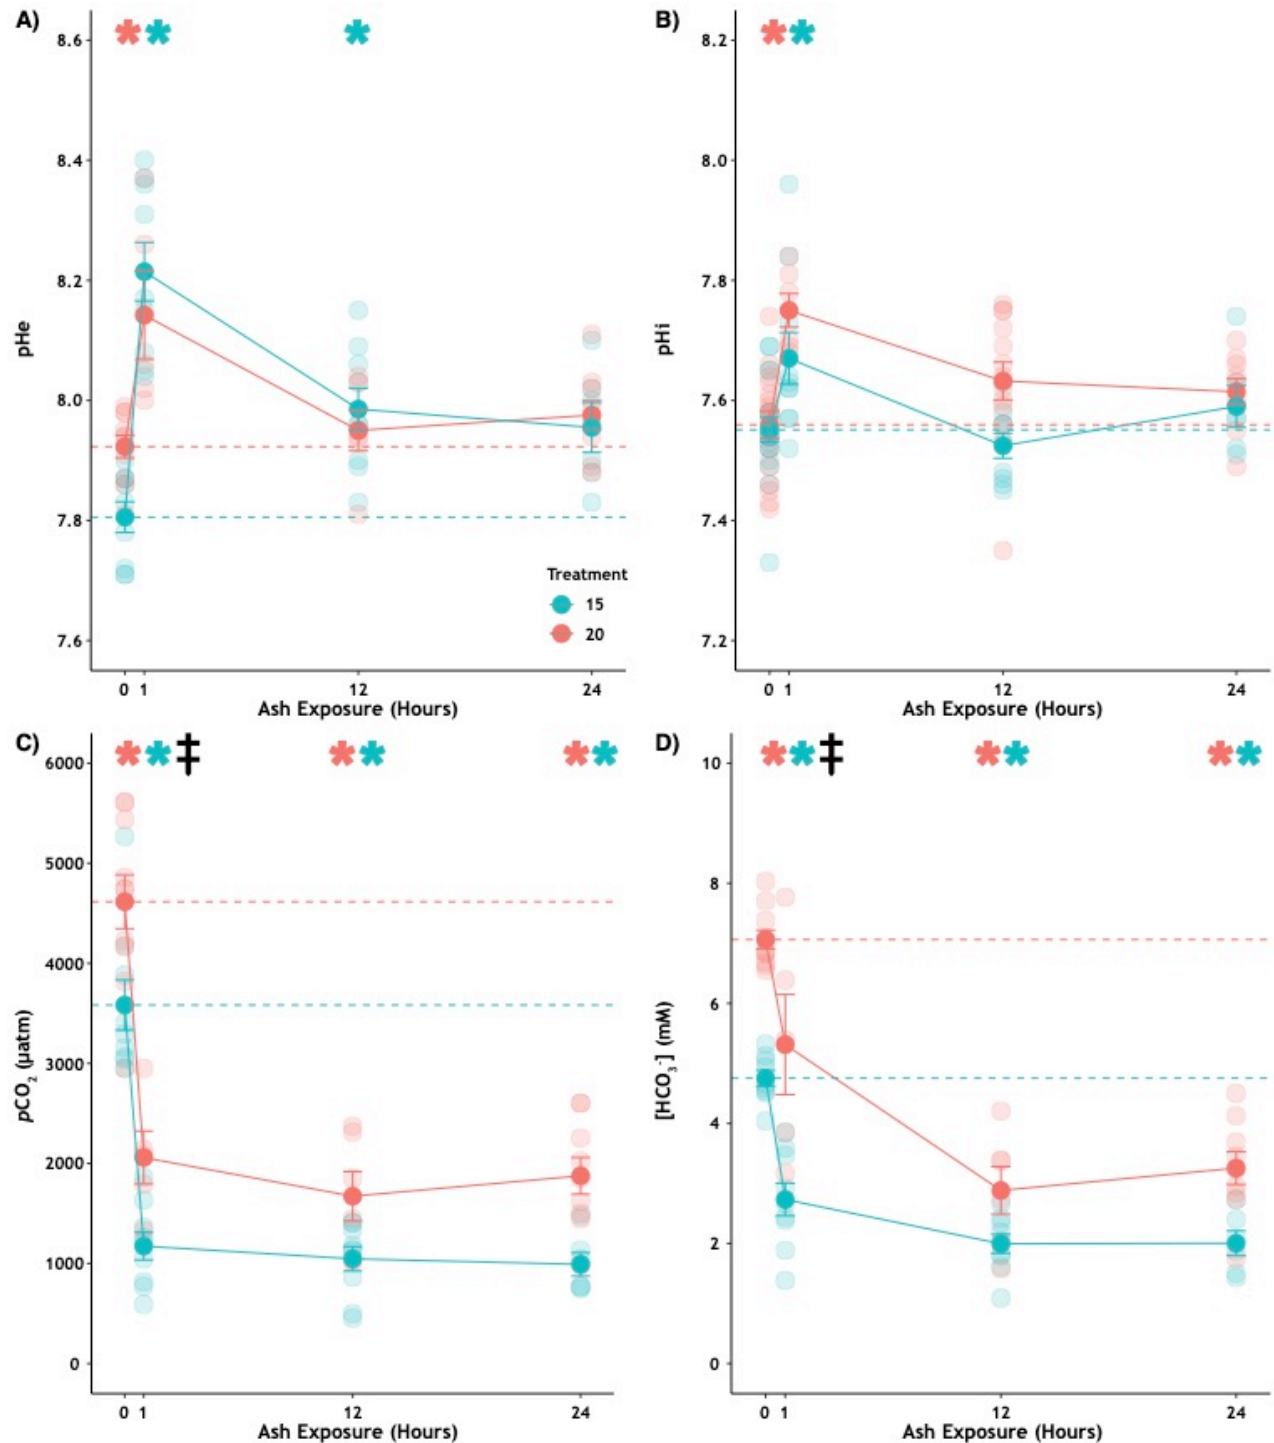 A)
* * *
8.6
8.4
8.2
8.0
7.8
7.6
pHe
Treatment
15
20
0 1 12 24
Ash Exposure (Hours)
B)
* *
8.2
8.0
7.8
7.6
7.4
7.2
pHi
0 1 12 24
Ash Exposure (Hours)
C)
* * ‡ * * * *
6000
5000
4000
3000
2000
1000
0
pCO₂ (μatm)
0 1 12 24
Ash Exposure (Hours)
D)
* * ‡ * * * *
10
8
6
4
2
0
[HCO₃⁻] (mM)
0 1 12 24
Ash Exposure (Hours)